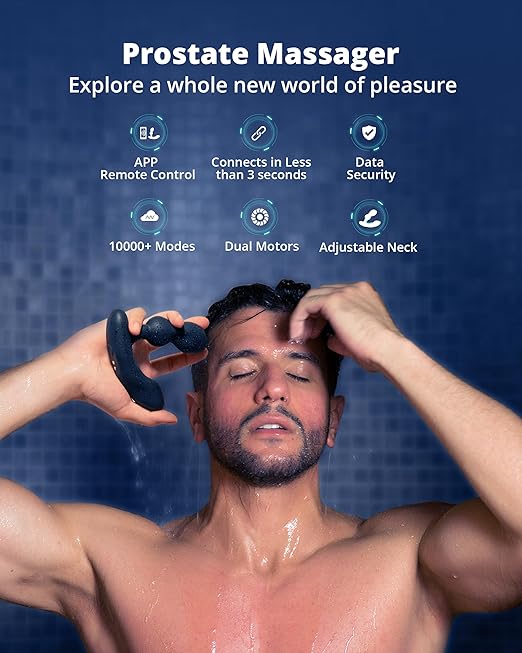 Prostate Massager
Explore a whole new world of pleasure
APP
Remote Control
Connects in Less
than 3 seconds
Data
Security
10000+ Modes
Dual Motors
Adjustable Neck